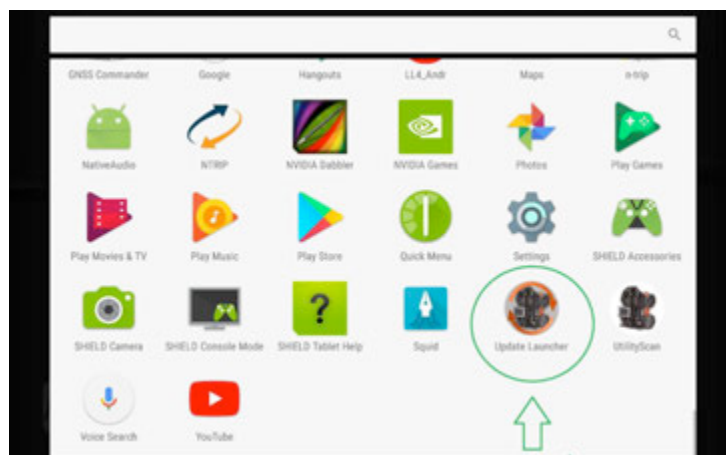 GNSS Commander Google Hangouts LL4_Andr Maps n-trip
NativeAudio NTRIP NVIDIA Dabbler NVIDIA Games Photos Play Games
Play Movies & TV Play Music Play Store Quick Menu Settings SHIELD Accessories
SHIELD Camera SHIELD Console Mode SHIELD Tablet Help Squid Update Launcher UtilityScan
Voice Search YouTube